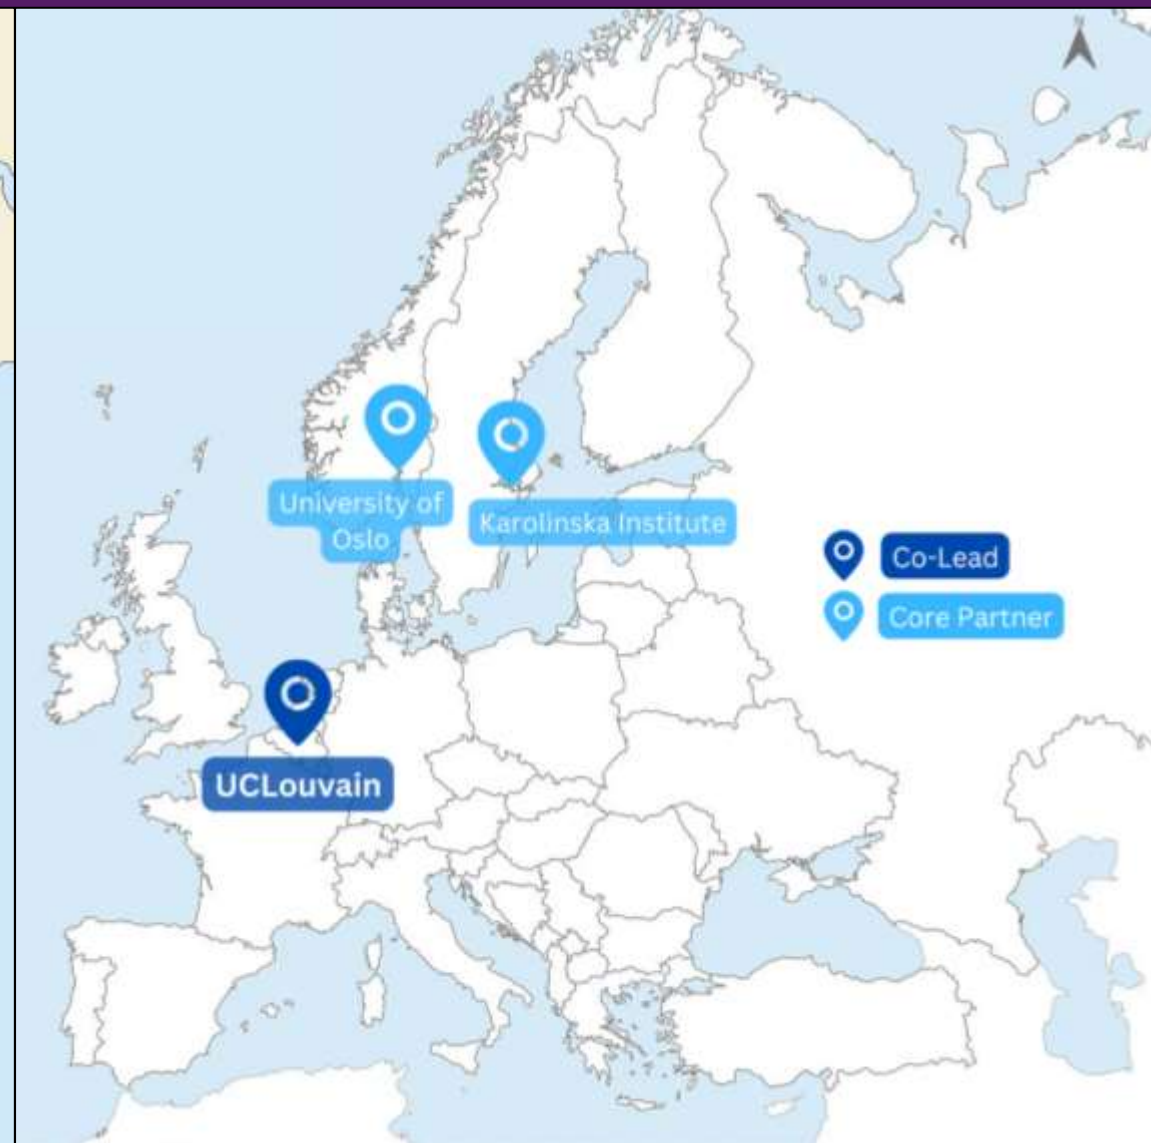 University of
Oslo
Karolinska Institute
Co-Lead
Core Partner
UCLouvain